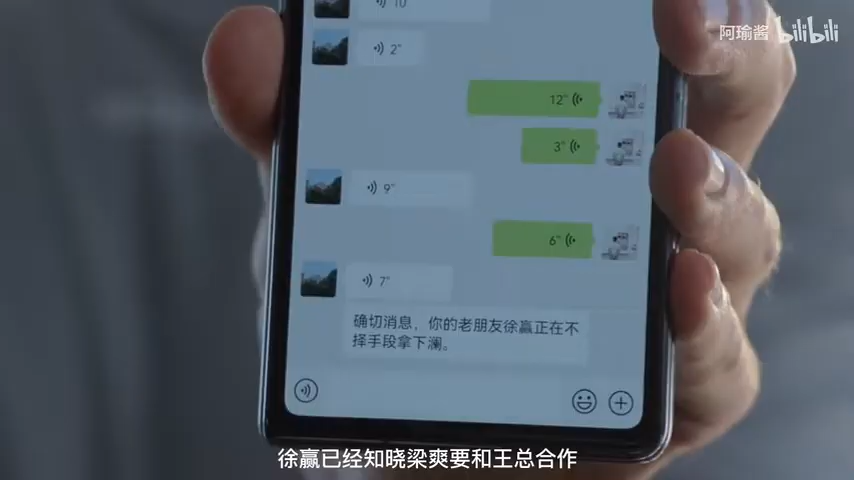 阿瑜酱 bilibili
10"
2"
12"
3"
9"
6"
7"
确切消息，你的老朋友徐赢正在不
择手段拿下澜。
徐赢已经知晓梁爽要和王总合作